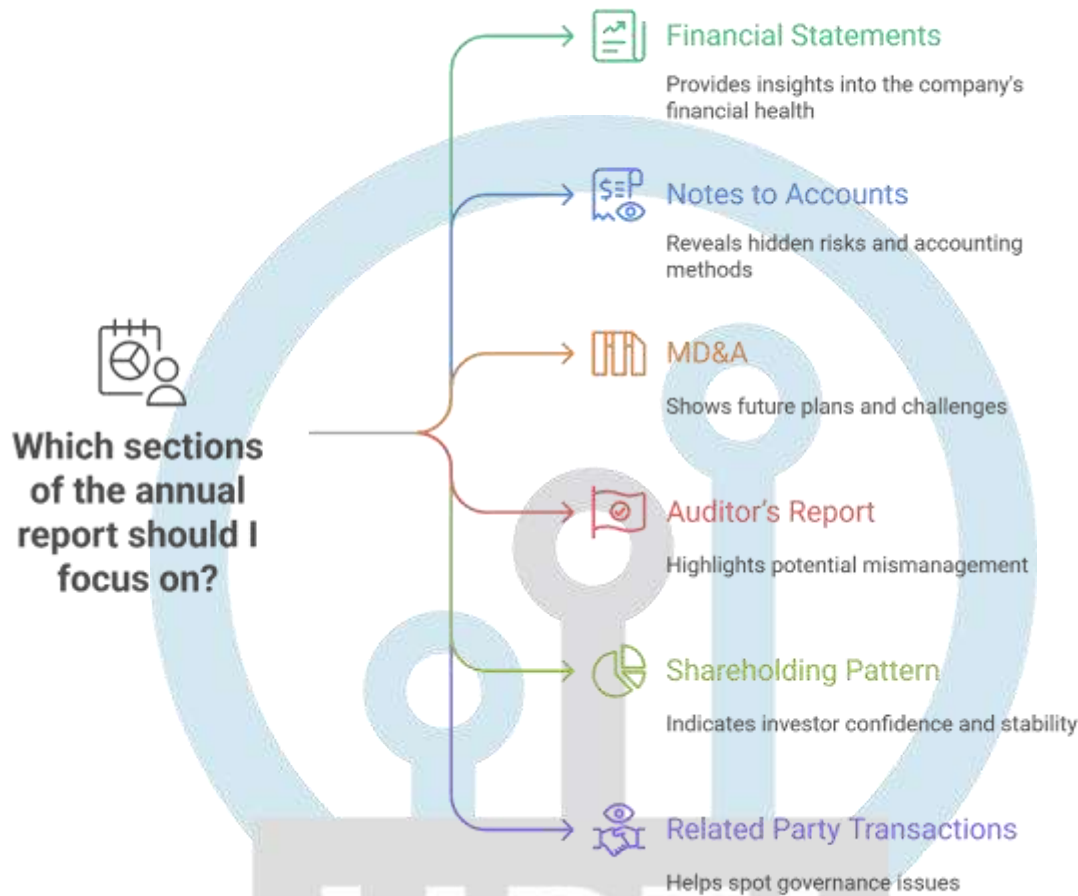 Which sections
of the annual
report should I
focus on?
Financial Statements
Provides insights into the company's
financial health
Notes to Accounts
Reveals hidden risks and accounting
methods
MD&A
Shows future plans and challenges
Auditor's Report
Highlights potential mismanagement
Shareholding Pattern
Indicates investor confidence and stability
Related Party Transactions
Helps spot governance issues